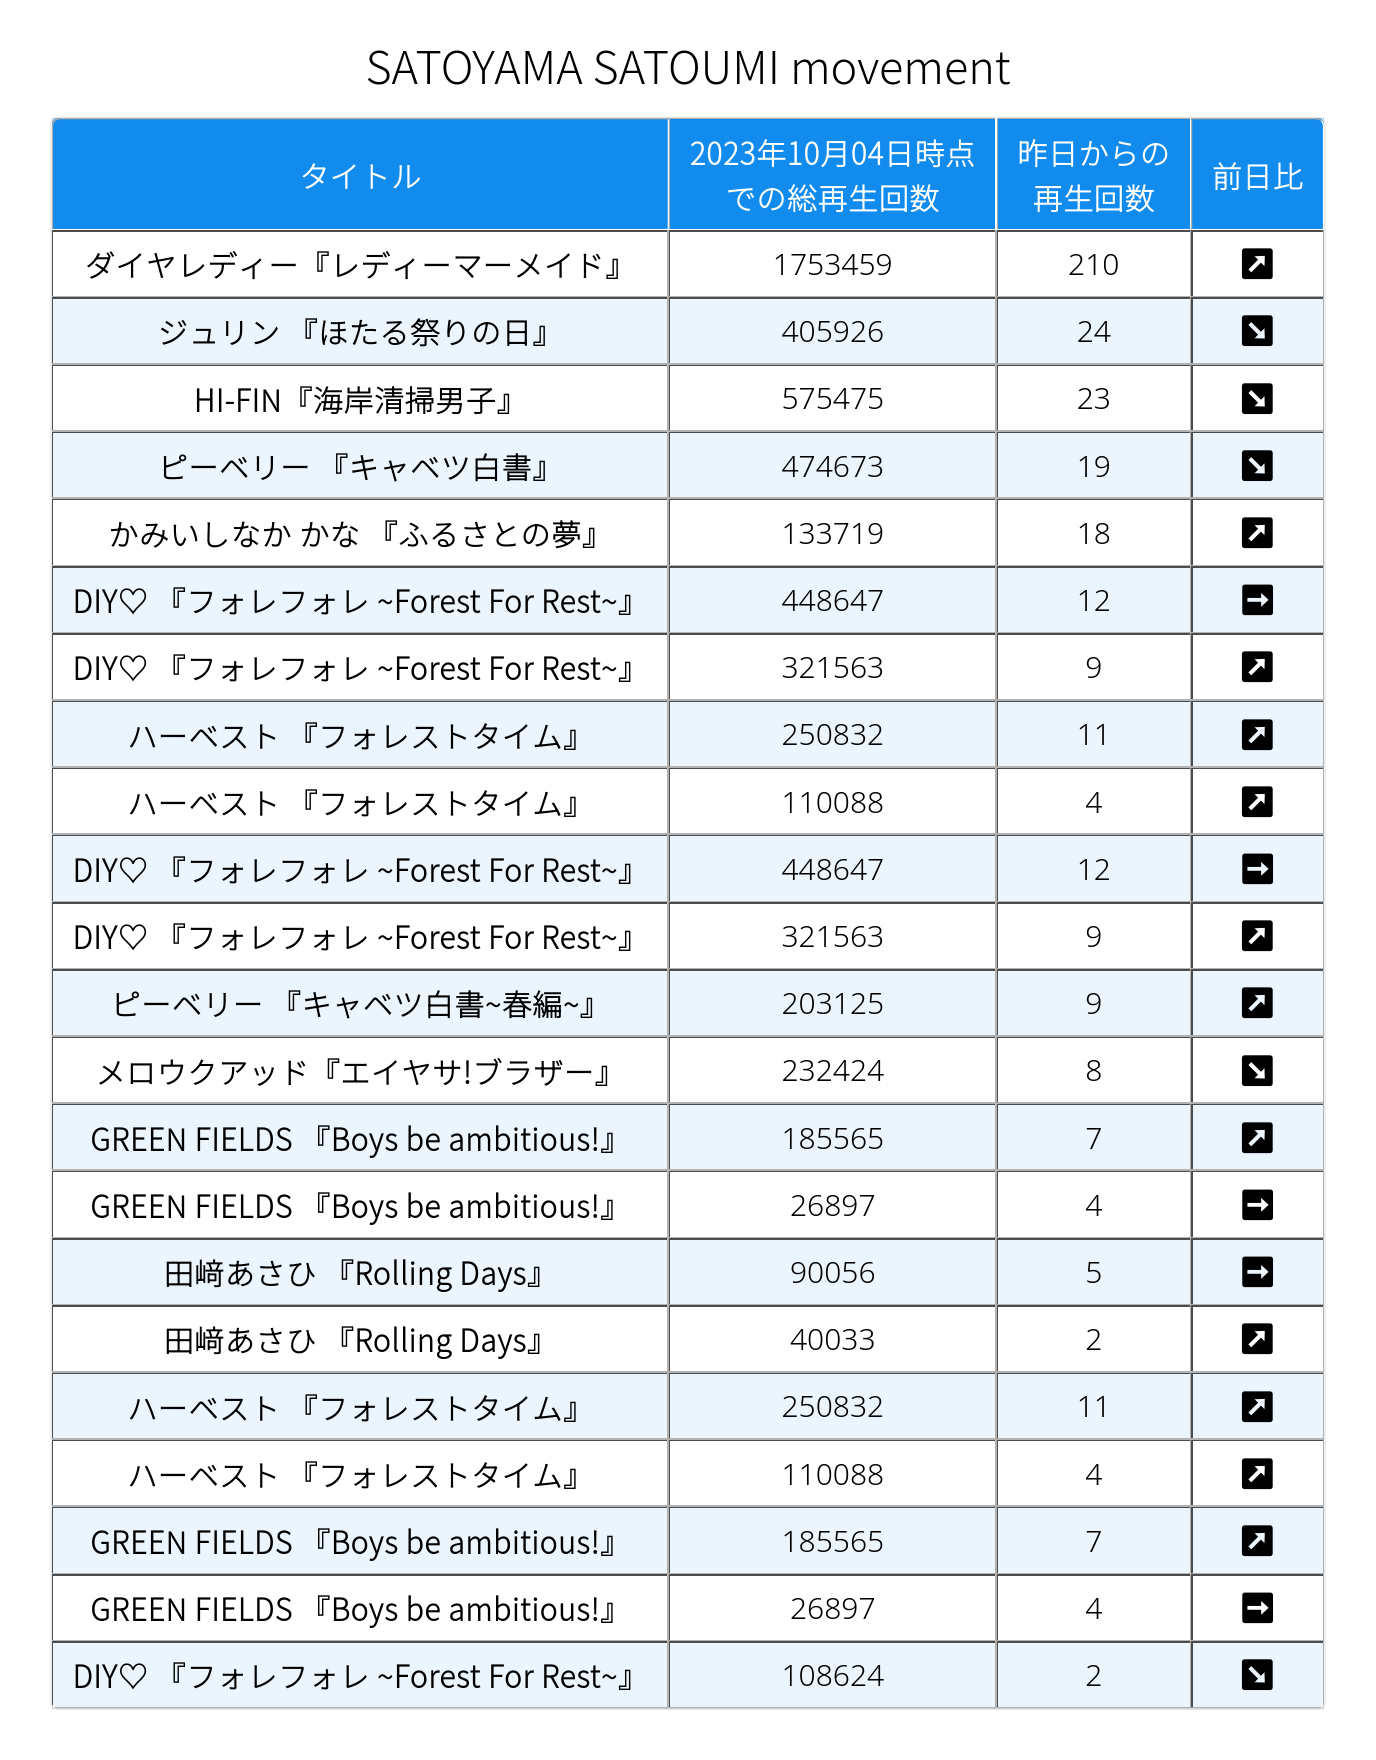 SATOYAMA SATOUMI movement
タイトル 2023年10月04日時点での総再生回数 昨日からの再生回数 前日比
ダイヤレディー『レディーマーメイド』 1753459 210 ↗
ジュリン 『ほたる祭りの日』 405926 24 ↘
HI-FIN『海岸清掃男子』 575475 23 ↘
ピーベリー 『キャベツ白書』 474673 19 ↘
かみいしなか かな 『ふるさとの夢』 133719 18 ↗
DIY♡ 『フォレフォレ ~Forest For Rest~』 448647 12 →
DIY♡ 『フォレフォレ ~Forest For Rest~』 321563 9 ↗
ハーベスト 『フォレストタイム』 250832 11 ↗
ハーベスト 『フォレストタイム』 110088 4 ↗
DIY♡ 『フォレフォレ ~Forest For Rest~』 448647 12 →
DIY♡ 『フォレフォレ ~Forest For Rest~』 321563 9 ↗
ピーベリー 『キャベツ白書~春編~』 203125 9 ↗
メロウクアッド『エイヤサ!ブラザー』 232424 8 ↘
GREEN FIELDS 『Boys be ambitious!』 185565 7 ↗
GREEN FIELDS 『Boys be ambitious!』 26897 4 →
田﨑あさひ 『Rolling Days』 90056 5 →
田﨑あさひ 『Rolling Days』 40033 2 ↗
ハーベスト 『フォレストタイム』 250832 11 ↗
ハーベスト 『フォレストタイム』 110088 4 ↗
GREEN FIELDS 『Boys be ambitious!』 185565 7 ↗
GREEN FIELDS 『Boys be ambitious!』 26897 4 →
DIY♡ 『フォレフォレ ~Forest For Rest~』 108624 2 ↘